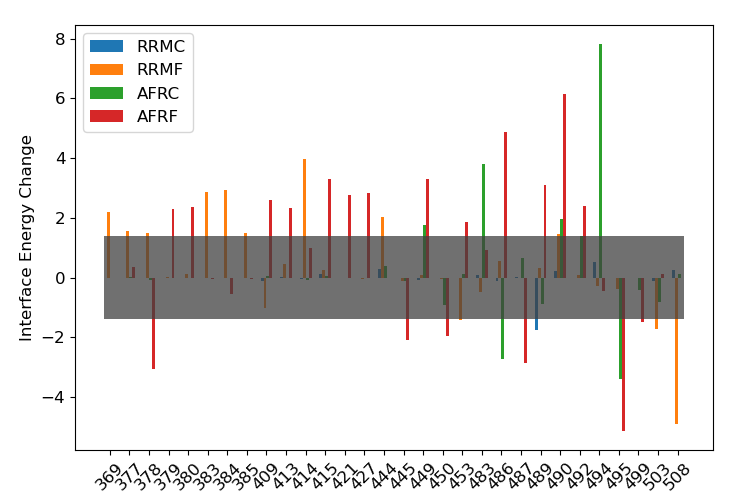 RRMC
RRMF
AFRC
AFRF
Interface Energy Change
8
6
4
2
0
−2
−4
369 377 378 379 380 383 384 385 409 413 414 415 421 427 444 445 449 450 453 483 486 487 489 490 492 494 495 499 503 508